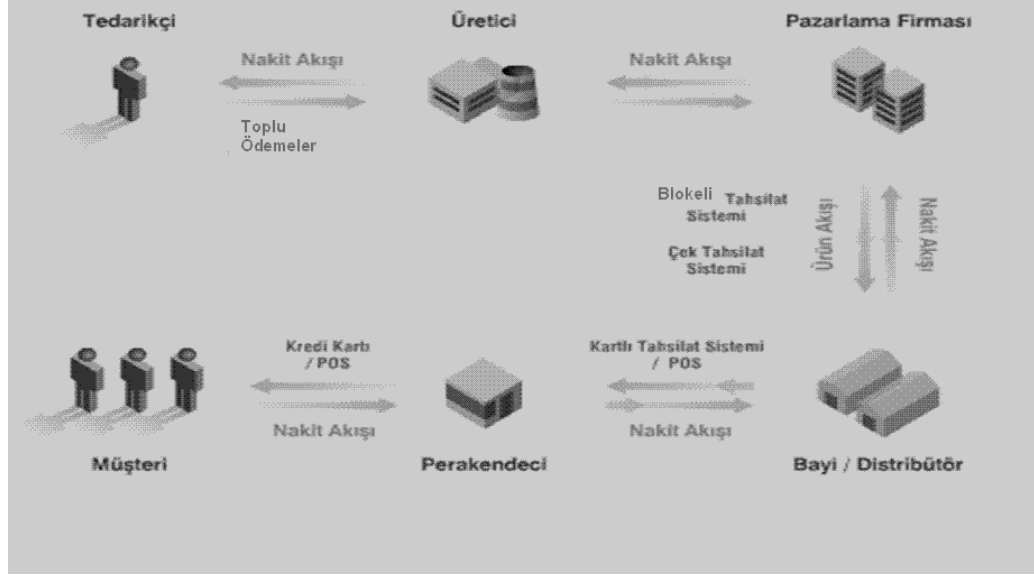 Tedarikçi
Üretici
Pazarlama Firması
Nakit Akışı
Nakit Akışı
Toplu
Ödemeler
Blokeli Tahsilat
Sistemi
Çek Tahsilat
Sistemi
Ürün Akışı
Nakit Akışı
Kredi Kartı
/ POS
Kartlı Tahsilat Sistemi
/ POS
Nakit Akışı
Nakit Akışı
Müşteri
Perakendeci
Bayi / Distribütör